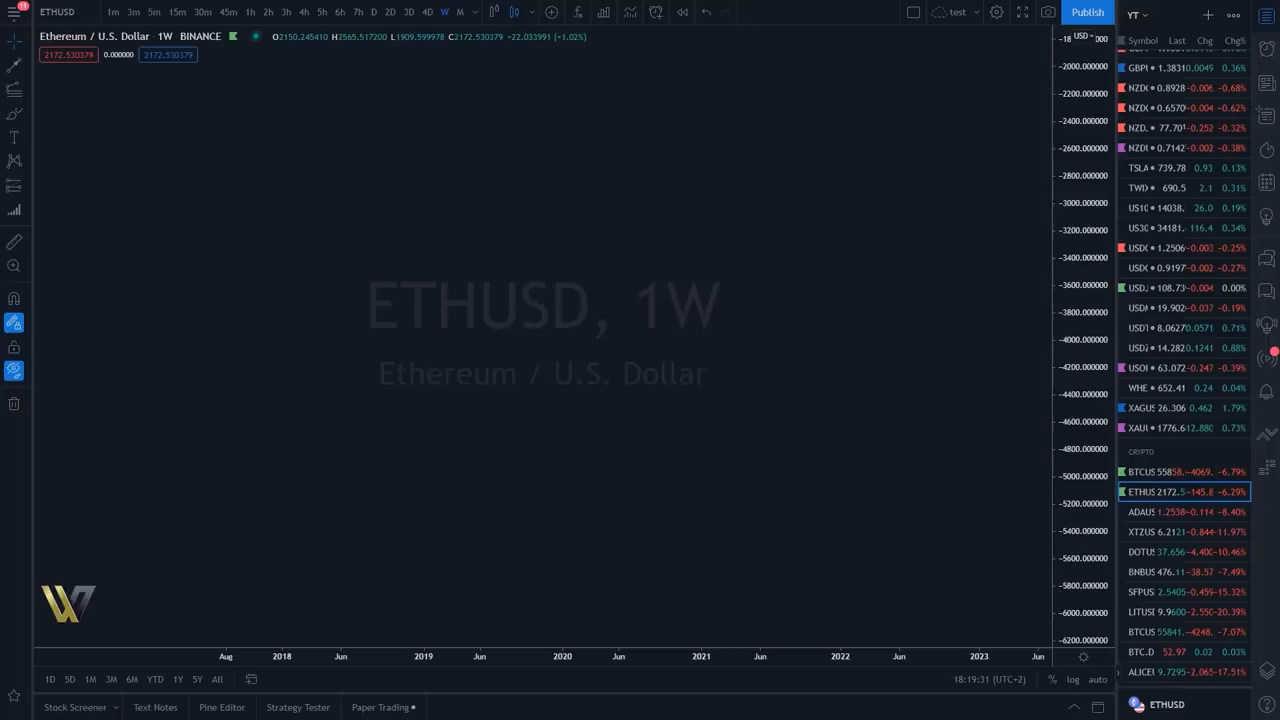 11
ETHUSD 1m 3m 5m 15m 30m 45m 1h 2h 3h 4h 5h 6h 7h D 2D 3D 4D W M test Publish
Ethereum / U.S. Dollar · 1W BINANCE O2150.245410 H2565.517200 L1909.599978 C2172.530379 −22.033991 (+1.02%)
2172.530379 0.000000 2172.530379
USD
−2000.000000
−2200.000000
−2400.000000
−2600.000000
−2800.000000
−3000.000000
−3200.000000
−3400.000000
−3600.000000
−3800.000000
−4000.000000
−4200.000000
−4400.000000
−4600.000000
−4800.000000
−5000.000000
−5200.000000
−5400.000000
−5600.000000
−5800.000000
−6000.000000
−6200.000000
ETHUSD, 1W
Ethereum / U.S. Dollar
Aug 2018 Jun 2019 Jun 2020 Jun 2021 Jun 2022 Jun 2023 Jun
1D 5D 1M 3M 6M YTD 1Y 5Y All 18:19:31 (UTC+2) % log auto
Stock Screener Text Notes Pine Editor Strategy Tester Paper Trading
YT
Symbol Last Chg Chg%
GBPI 1.3831 0.0049 0.36%
NZDC 0.8928 −0.006 −0.68%
NZDC 0.6570 −0.004 −0.62%
NZD. 77.701 −0.252 −0.32%
NZDI 0.7142 −0.002 −0.38%
TSLA 739.78 0.93 0.13%
TWD 690.5 2.1 0.31%
US10 14038. 26.0 0.19%
US30 34181. 116.4 0.34%
USDC 1.2506 −0.003 −0.25%
USDC 0.9197 −0.002 −0.27%
USD. 108.73 −0.004 0.00%
USD 19.902 −0.037 −0.19%
USD 8.0627 0.0571 0.71%
USD 14.282 0.1241 0.88%
USOI 63.072 −0.247 −0.39%
WHE 652.41 0.24 0.04%
XAGUS 26.306 0.462 1.79%
XAUI 1776.6 12.880 0.73%
CRYPTO
BTCUS 55858. −4069. −6.79%
ETHUS 2172.5 −145.8 −6.29%
ADAUS 1.2538 −0.114 −8.40%
XTZUS 6.2121 −0.844 −11.97%
DOTUS 37.656 −4.400 −10.46%
BNBUS 476.11 −38.57 −7.49%
SFPUS 2.5405 −0.459 −15.32%
LITUS 9.9600 −2.550 −20.39%
BTCUS 55841. −4248. −7.07%
BTC.D 52.97 0.02 0.03%
ALICE 9.7295 −2.065 −17.51%
ETHUSD